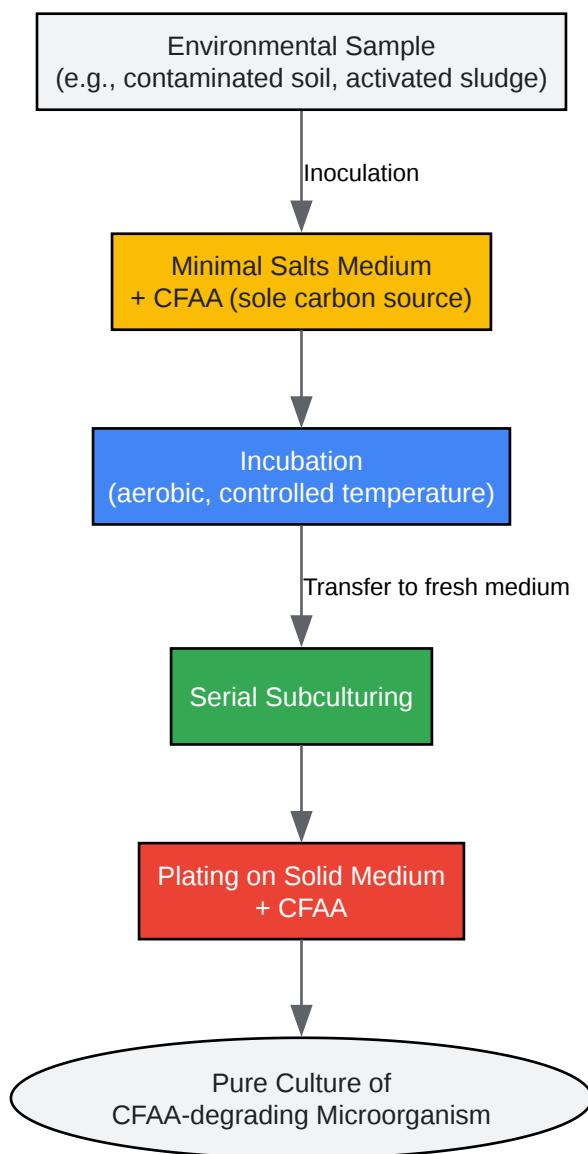 Environmental Sample
(e.g., contaminated soil, activated sludge)
Inoculation
Minimal Salts Medium
+ CFAA (sole carbon source)
Incubation
(aerobic, controlled temperature)
Transfer to fresh medium
Serial Subculturing
Plating on Solid Medium
+ CFAA
Pure Culture of
CFAA-degrading Microorganism